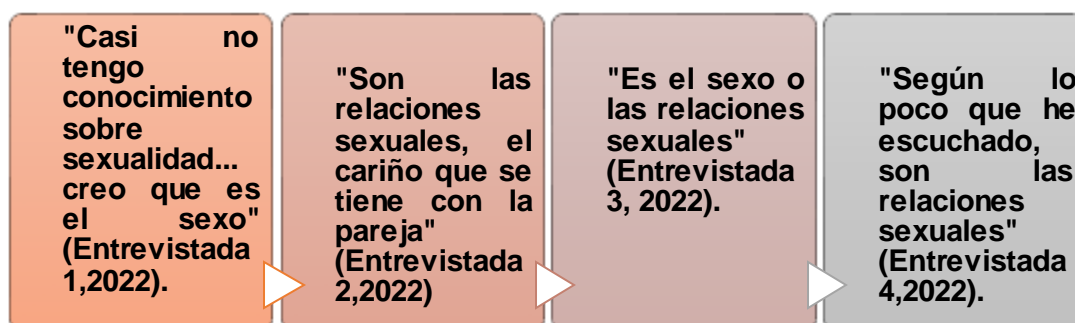 "Casi no
tengo
conocimiento
sobre
sexualidad...
creo que es
el sexo"
(Entrevistada
1,2022).
"Son las
relaciones
sexuales, el
cariño que se
tiene con la
pareja"
(Entrevistada
2,2022)
"Es el sexo o
las relaciones
sexuales"
(Entrevistada
3, 2022).
"Según lo
poco que he
escuchado,
son las
relaciones
sexuales"
(Entrevistada
4,2022).